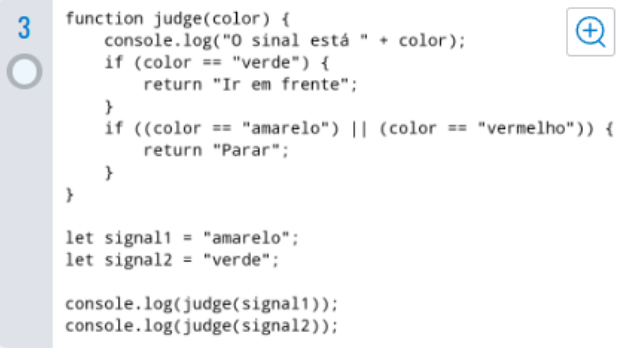 3
function judge(color) {
    console.log("O sinal está " + color);
    if (color == "verde") {
        return "Ir em frente";
    }
    if ((color == "amarelo") || (color == "vermelho")) {
        return "Parar";
    }
}

let signal1 = "amarelo";
let signal2 = "verde";

console.log(judge(signal1));
console.log(judge(signal2));